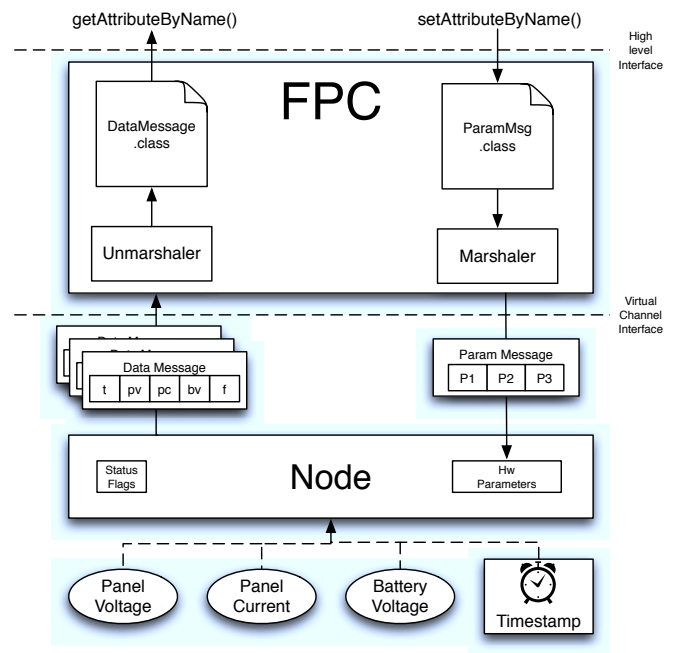 getAttributeByName()
setAttributeByName()
High
level
Interface
FPC
DataMessage
.class
ParamMsg
.class
Unmarshaler
Marshaler
Virtual
Channel
Interface
Data Message
t pv pc bv f
Param Message
P1 P2 P3
Status
Flags
Node
Hw
Parameters
Panel
Voltage
Panel
Current
Battery
Voltage
Timestamp